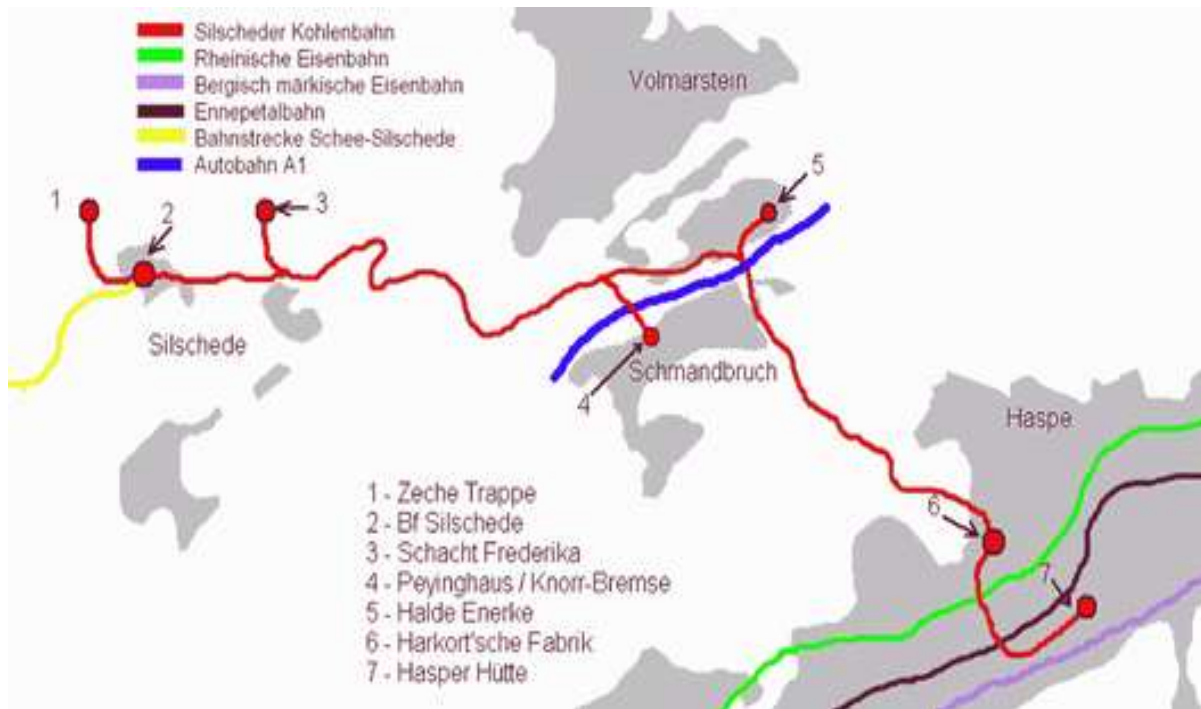 Silscheder Kohlenbahn
Rheinische Eisenbahn
Bergisch märkische Eisenbahn
Ennepetalbahn
Bahnstrecke Schee-Silschede
Autobahn A1
Volmarstein
5
1
2
3
Silschede
Schmandbruch
4
Haspe
1 - Zeche Trappe
2 - Bf Silschede
3 - Schacht Frederika
4 - Peyinghaus / Knorr-Bremse
5 - Halde Enerke
6 - Harkort'sche Fabrik
7 - Hasper Hütte
6
7